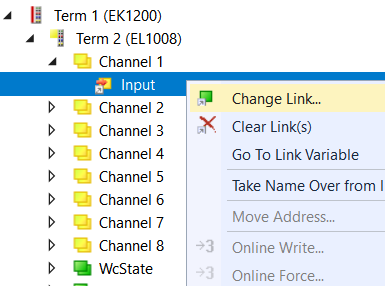 Term 1 (EK1200)
Term 2 (EL1008)
Channel 1
Input
Channel 2
Channel 3
Channel 4
Channel 5
Channel 6
Channel 7
Channel 8
WcState
Change Link...
Clear Link(s)
Go To Link Variable
Take Name Over from
Move Address...
→3 Online Write...
→3 Online Force...